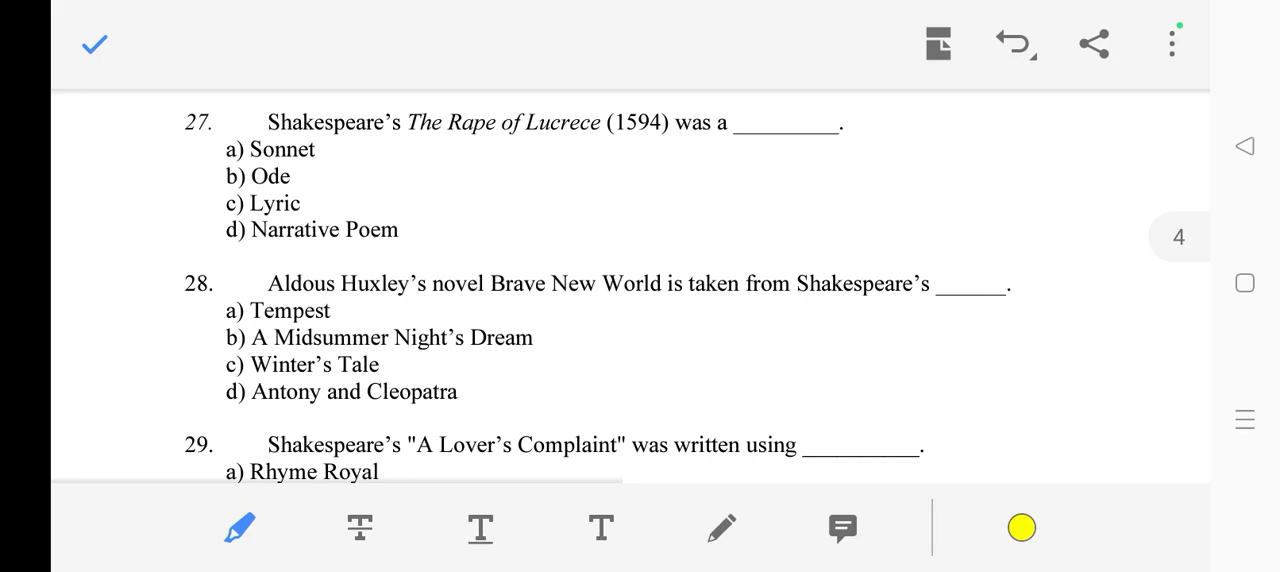 27. Shakespeare's The Rape of Lucrece (1594) was a _________.
a) Sonnet
b) Ode
c) Lyric
d) Narrative Poem
4
28. Aldous Huxley's novel Brave New World is taken from Shakespeare's ______.
a) Tempest
b) A Midsummer Night's Dream
c) Winter's Tale
d) Antony and Cleopatra
29. Shakespeare's "A Lover's Complaint" was written using __________.
a) Rhyme Royal
T T T